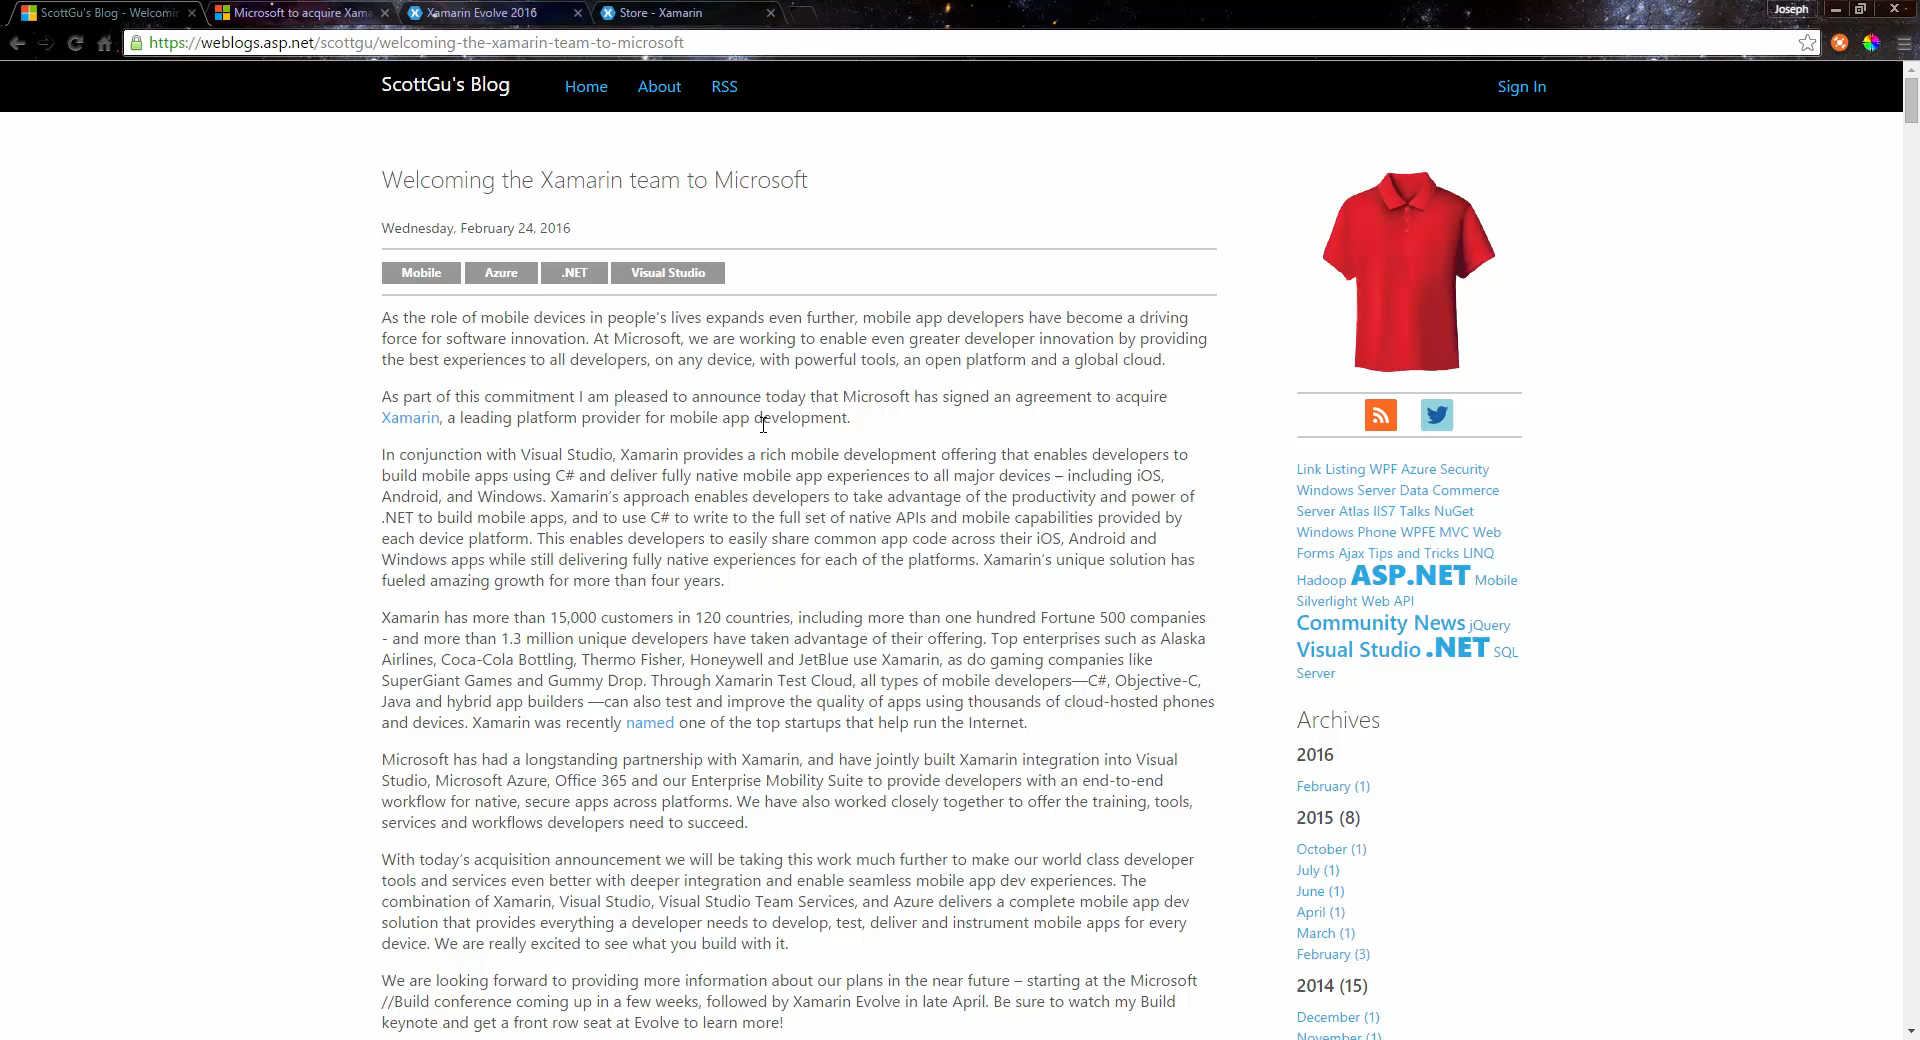 ScottGu's Blog - Welcomin
Microsoft to acquire Xama
Xamarin Evolve 2016
Store - Xamarin
Joseph
https://weblogs.asp.net/scottgu/welcoming-the-xamarin-team-to-microsoft
ScottGu's Blog
Home
About
RSS
Sign In
Welcoming the Xamarin team to Microsoft
Wednesday, February 24, 2016
Mobile
Azure
.NET
Visual Studio
As the role of mobile devices in people's lives expands even further, mobile app developers have become a driving
force for software innovation. At Microsoft, we are working to enable even greater developer innovation by providing
the best experiences to all developers, on any device, with powerful tools, an open platform and a global cloud.
As part of this commitment I am pleased to announce today that Microsoft has signed an agreement to acquire
Xamarin, a leading platform provider for mobile app development.
In conjunction with Visual Studio, Xamarin provides a rich mobile development offering that enables developers to
build mobile apps using C# and deliver fully native mobile app experiences to all major devices – including iOS,
Android, and Windows. Xamarin's approach enables developers to take advantage of the productivity and power of
.NET to build mobile apps, and to use C# to write to the full set of native APIs and mobile capabilities provided by
each device platform. This enables developers to easily share common app code across their iOS, Android and
Windows apps while still delivering fully native experiences for each of the platforms. Xamarin's unique solution has
fueled amazing growth for more than four years.
Xamarin has more than 15,000 customers in 120 countries, including more than one hundred Fortune 500 companies
- and more than 1.3 million unique developers have taken advantage of their offering. Top enterprises such as Alaska
Airlines, Coca-Cola Bottling, Thermo Fisher, Honeywell and JetBlue use Xamarin, as do gaming companies like
SuperGiant Games and Gummy Drop. Through Xamarin Test Cloud, all types of mobile developers—C#, Objective-C,
Java and hybrid app builders —can also test and improve the quality of apps using thousands of cloud-hosted phones
and devices. Xamarin was recently named one of the top startups that help run the Internet.
Microsoft has had a longstanding partnership with Xamarin, and have jointly built Xamarin integration into Visual
Studio, Microsoft Azure, Office 365 and our Enterprise Mobility Suite to provide developers with an end-to-end
workflow for native, secure apps across platforms. We have also worked closely together to offer the training, tools,
services and workflows developers need to succeed.
With today's acquisition announcement we will be taking this work much further to make our world class developer
tools and services even better with deeper integration and enable seamless mobile app dev experiences. The
combination of Xamarin, Visual Studio, Visual Studio Team Services, and Azure delivers a complete mobile app dev
solution that provides everything a developer needs to develop, test, deliver and instrument mobile apps for every
device. We are really excited to see what you build with it.
We are looking forward to providing more information about our plans in the near future – starting at the Microsoft
//Build conference coming up in a few weeks, followed by Xamarin Evolve in late April. Be sure to watch my Build
keynote and get a front row seat at Evolve to learn more!
Link Listing WPF Azure Security
Windows Server Data Commerce
Server Atlas IIS7 Talks NuGet
Windows Phone WPFE MVC Web
Forms Ajax Tips and Tricks LINQ
Hadoop ASP.NET Mobile
Silverlight Web API
Community News jQuery
Visual Studio .NET SQL
Server
Archives
2016
February (1)
2015 (8)
October (1)
July (1)
June (1)
April (1)
March (1)
February (3)
2014 (15)
December (1)
November (1)